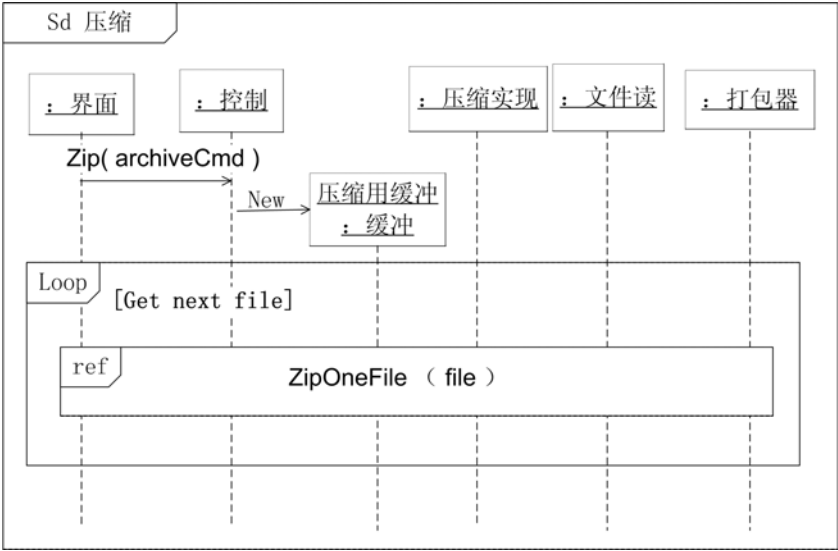 Sd 压缩
：界面
：控制
：压缩实现
：文件读
：打包器
Zip( archiveCmd )
New
压缩用缓冲
：缓冲
Loop
[Get next file]
ref
ZipOneFile （ file ）